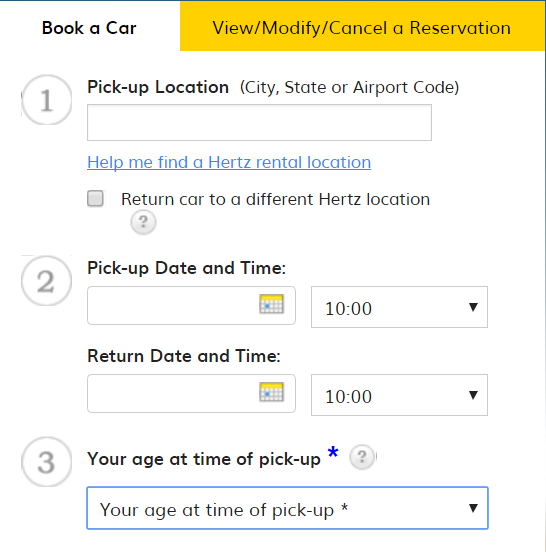 Book a Car
View/Modify/Cancel a Reservation
1
Pick-up Location (City, State or Airport Code)
Help me find a Hertz rental location
Return car to a different Hertz location
?
2
Pick-up Date and Time:
10:00
Return Date and Time:
10:00
3
Your age at time of pick-up * ?
Your age at time of pick-up *